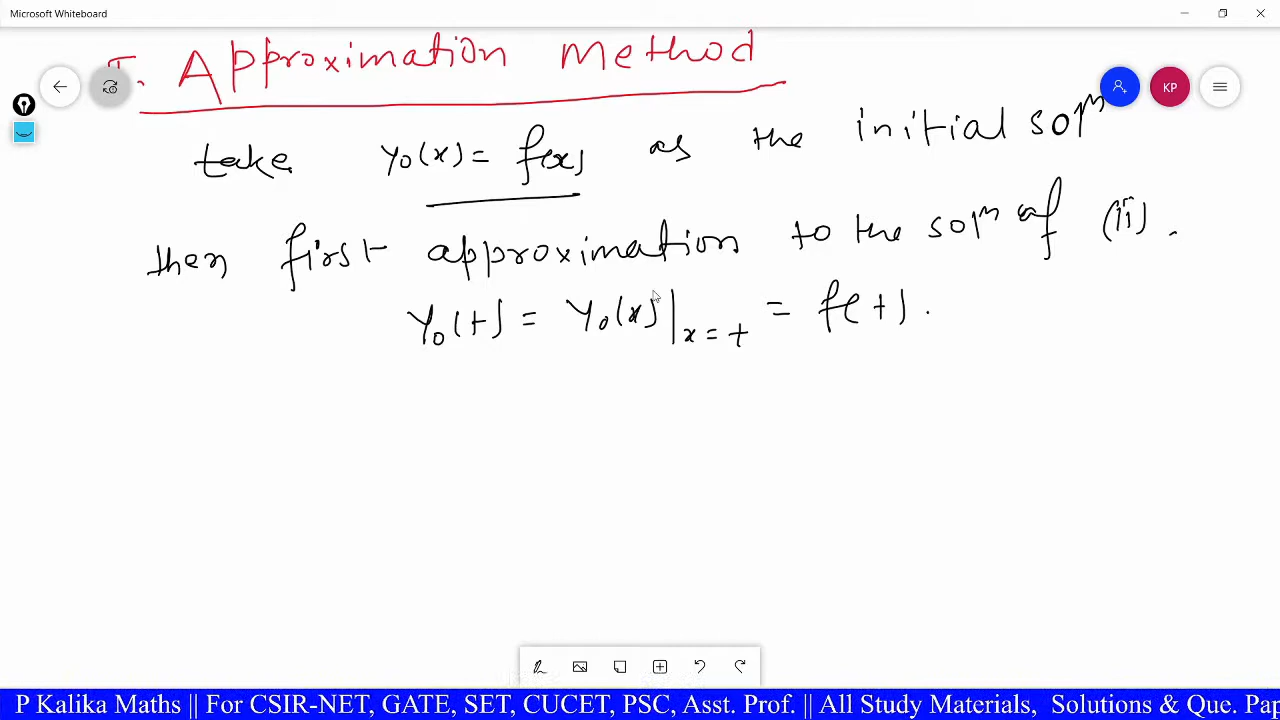 Microsoft Whiteboard
I. Approximation Method
take y₀(x) = f(x) as the initial solⁿ
then first approximation to the solⁿ of (ii).
y₀(t) = y₀(x)|ₓ₌ₜ = f(t).
KP
P Kalika Maths || For CSIR-NET, GATE, SET, CUCET, PSC, Asst. Prof. || All Study Materials, Solutions & Que. Pap